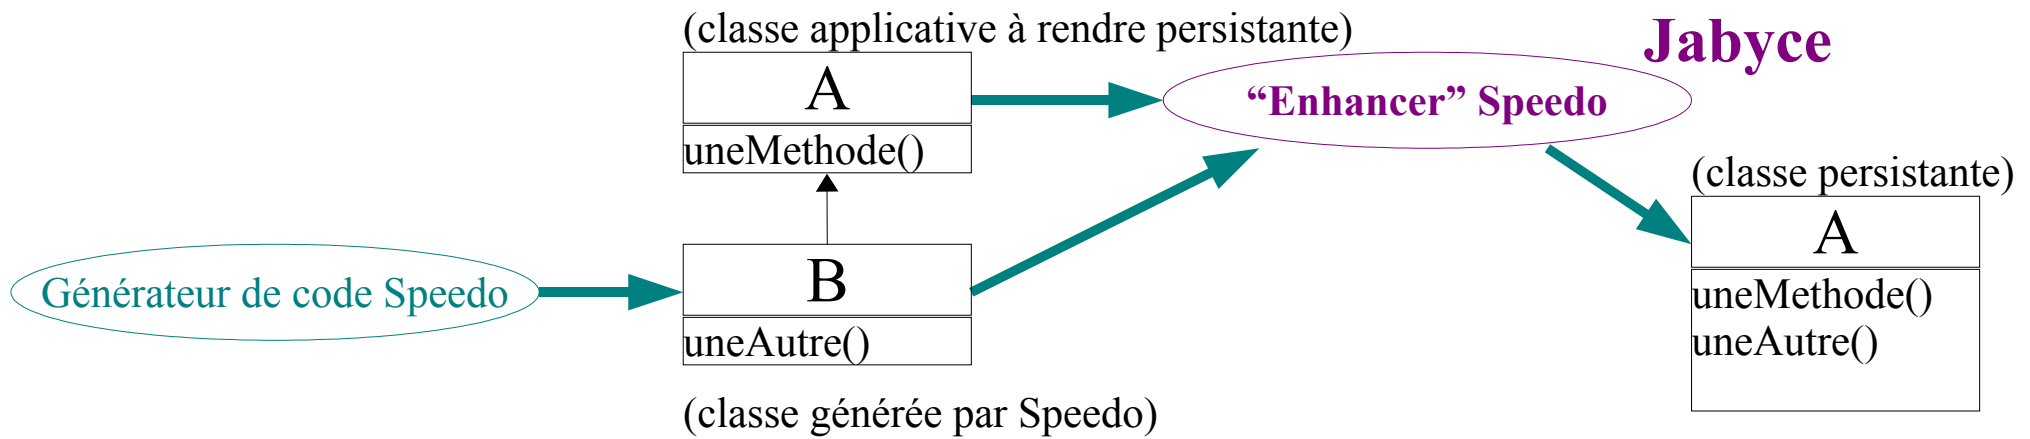 (classe applicative à rendre persistante)
Jabyce
A
“Enhancer” Speedo
uneMethode()
(classe persistante)
A
B
Générateur de code Speedo
uneMethode()
uneAutre()
uneAutre()
(classe générée par Speedo)